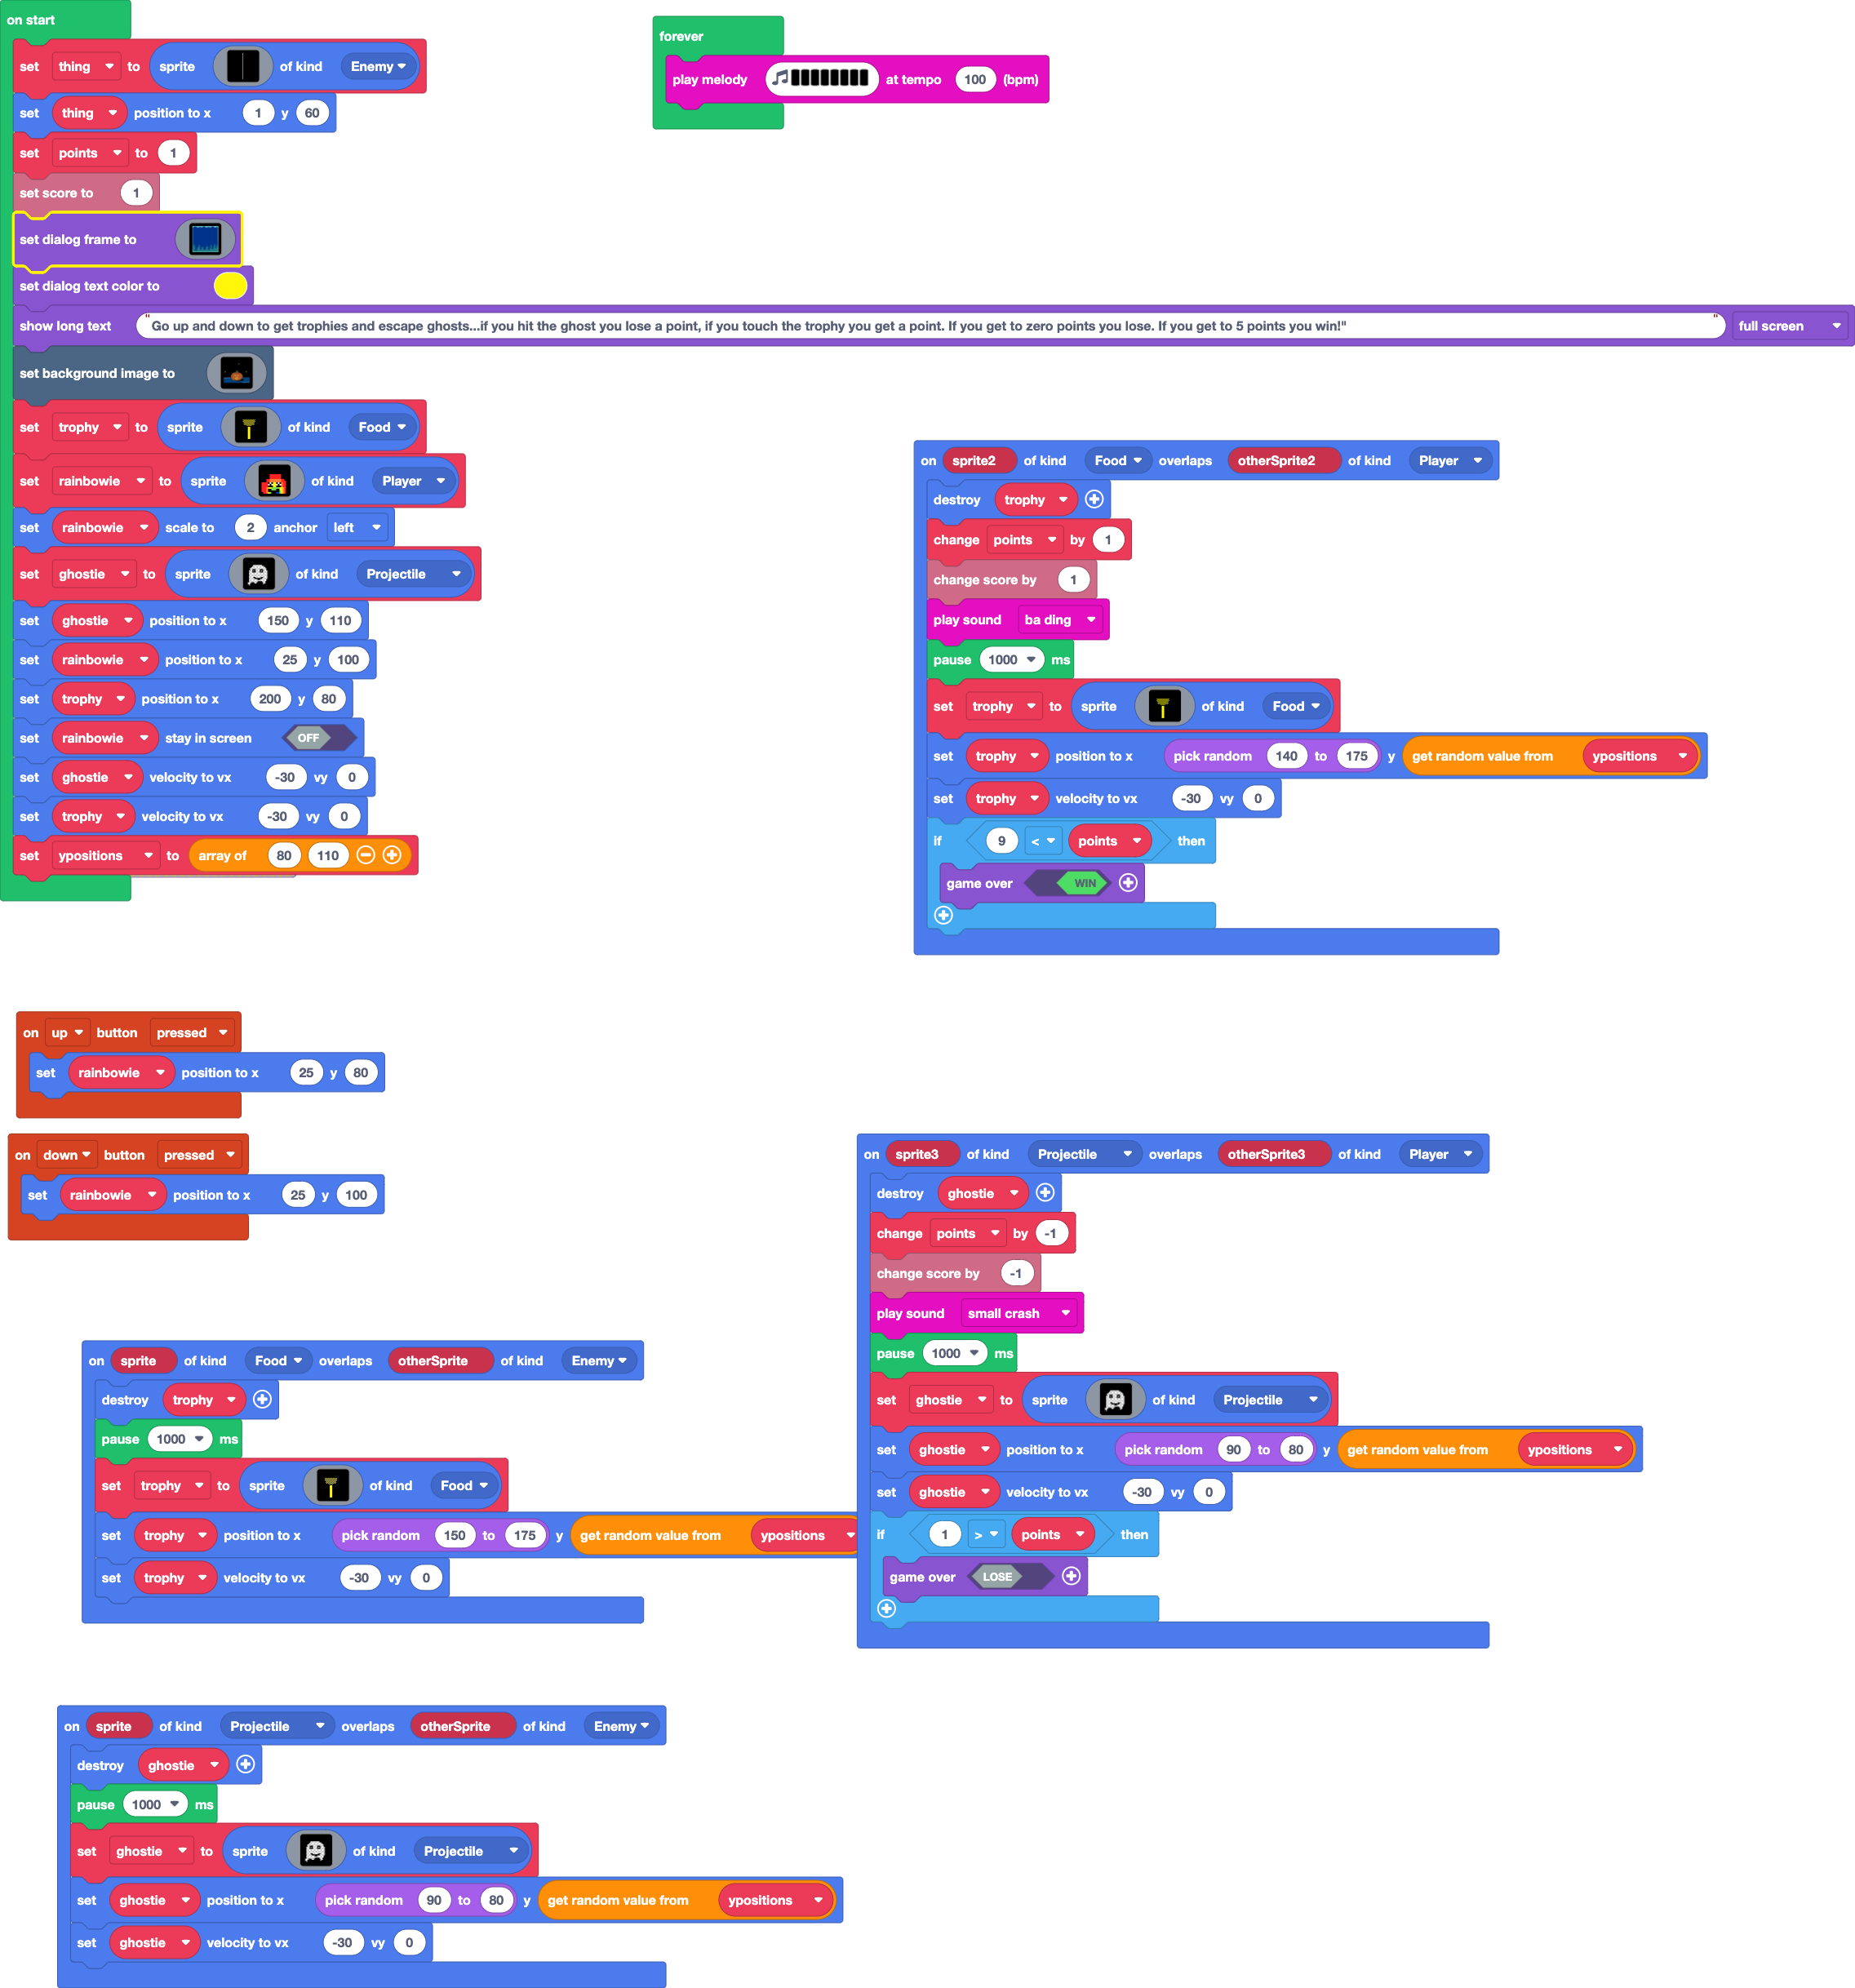 on start
set thing to sprite of kind Enemy
set thing position to x 1 y 60
set points to 1
set score to 1
set dialog frame to
set dialog text color to
show long text "Go up and down to get trophies and escape ghosts...if you hit the ghost you lose a point, if you touch the trophy you get a point. If you get to zero points you lose. If you get to 5 points you win!" " full screen
set background image to
set trophy to sprite of kind Food
set rainbowie to sprite of kind Player
set rainbowie scale to 2 anchor left
set ghostie to sprite of kind Projectile
set ghostie position to x 150 y 110
set rainbowie position to x 25 y 100
set trophy position to x 200 y 80
set rainbowie stay in screen OFF
set ghostie velocity to vx -30 vy 0
set trophy velocity to vx -30 vy 0
set ypositions to array of 80 110
forever
play melody at tempo 100 (bpm)
on sprite2 of kind Food overlaps otherSprite2 of kind Player
destroy trophy
change points by 1
change score by 1
play sound ba ding
pause 1000 ms
set trophy to sprite of kind Food
set trophy position to x pick random 140 to 175 y get random value from ypositions
set trophy velocity to vx -30 vy 0
if 9 < points then
game over WIN
on up button pressed
set rainbowie position to x 25 y 80
on down button pressed
set rainbowie position to x 25 y 100
on sprite3 of kind Projectile overlaps otherSprite3 of kind Player
destroy ghostie
change points by -1
change score by -1
play sound small crash
pause 1000 ms
set ghostie to sprite of kind Projectile
set ghostie position to x pick random 90 to 80 y get random value from ypositions
set ghostie velocity to vx -30 vy 0
if 1 > points then
game over LOSE
on sprite of kind Food overlaps otherSprite of kind Enemy
destroy trophy
pause 1000 ms
set trophy to sprite of kind Food
set trophy position to x pick random 150 to 175 y get random value from ypositions
set trophy velocity to vx -30 vy 0
on sprite of kind Projectile overlaps otherSprite of kind Enemy
destroy ghostie
pause 1000 ms
set ghostie to sprite of kind Projectile
set ghostie position to x pick random 90 to 80 y get random value from ypositions
set ghostie velocity to vx -30 vy 0